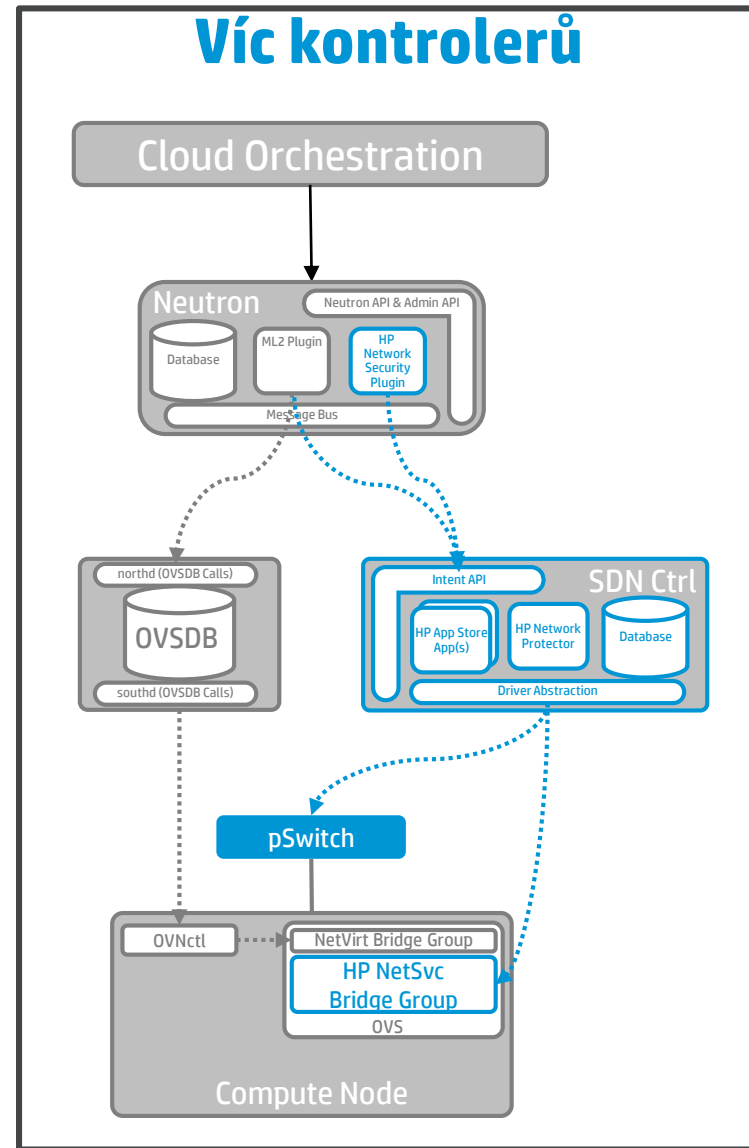 Víc kontrolerů
Cloud Orchestration
Neutron
Neutron API & Admin API
Database
ML2 Plugin
HP
Network
Security
Plugin
Message Bus
northd (OVSDB Calls)
OVSDB
southd (OVSDB Calls)
Intent API
SDN Ctrl
HP App Store
App(s)
HP Network
Protector
Database
Driver Abstraction
pSwitch
OVNctl
NetVirt Bridge Group
HP NetSvc
Bridge Group
OVS
Compute Node